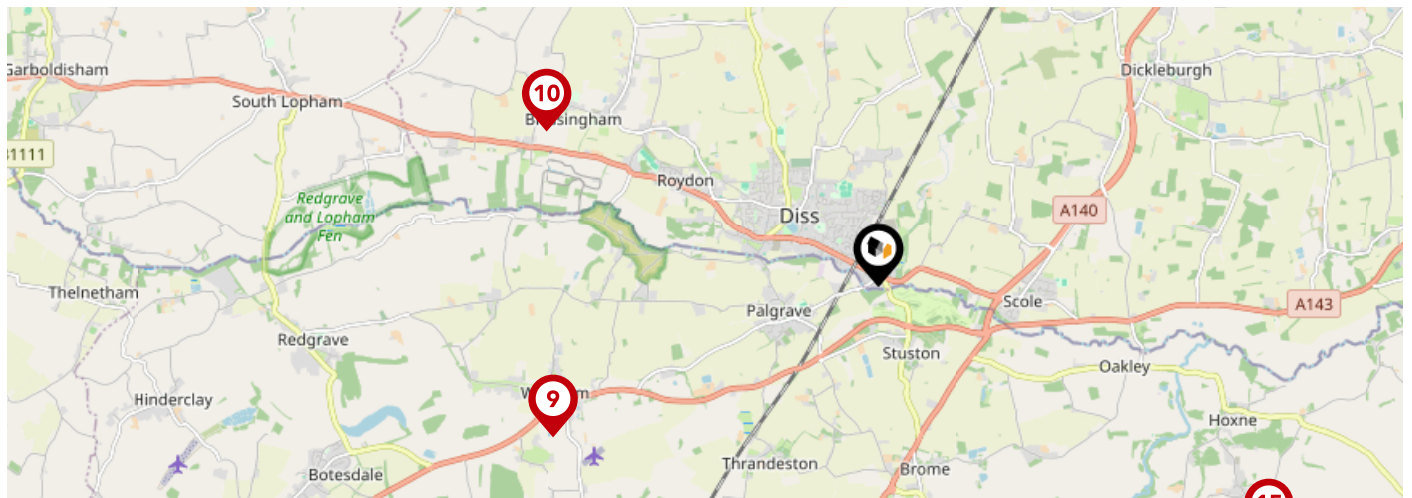 Garboldisham
Dickleburgh
10
South Lopham
Roydon
Redgrave
and Lopham
Fen
A140
Diss
Thelnetham
Scole
A143
Palgrave
Redgrave
Stuston
Oakley
9
Hinderclay
Hoxne
Thrandeston
Brome
Botesdale